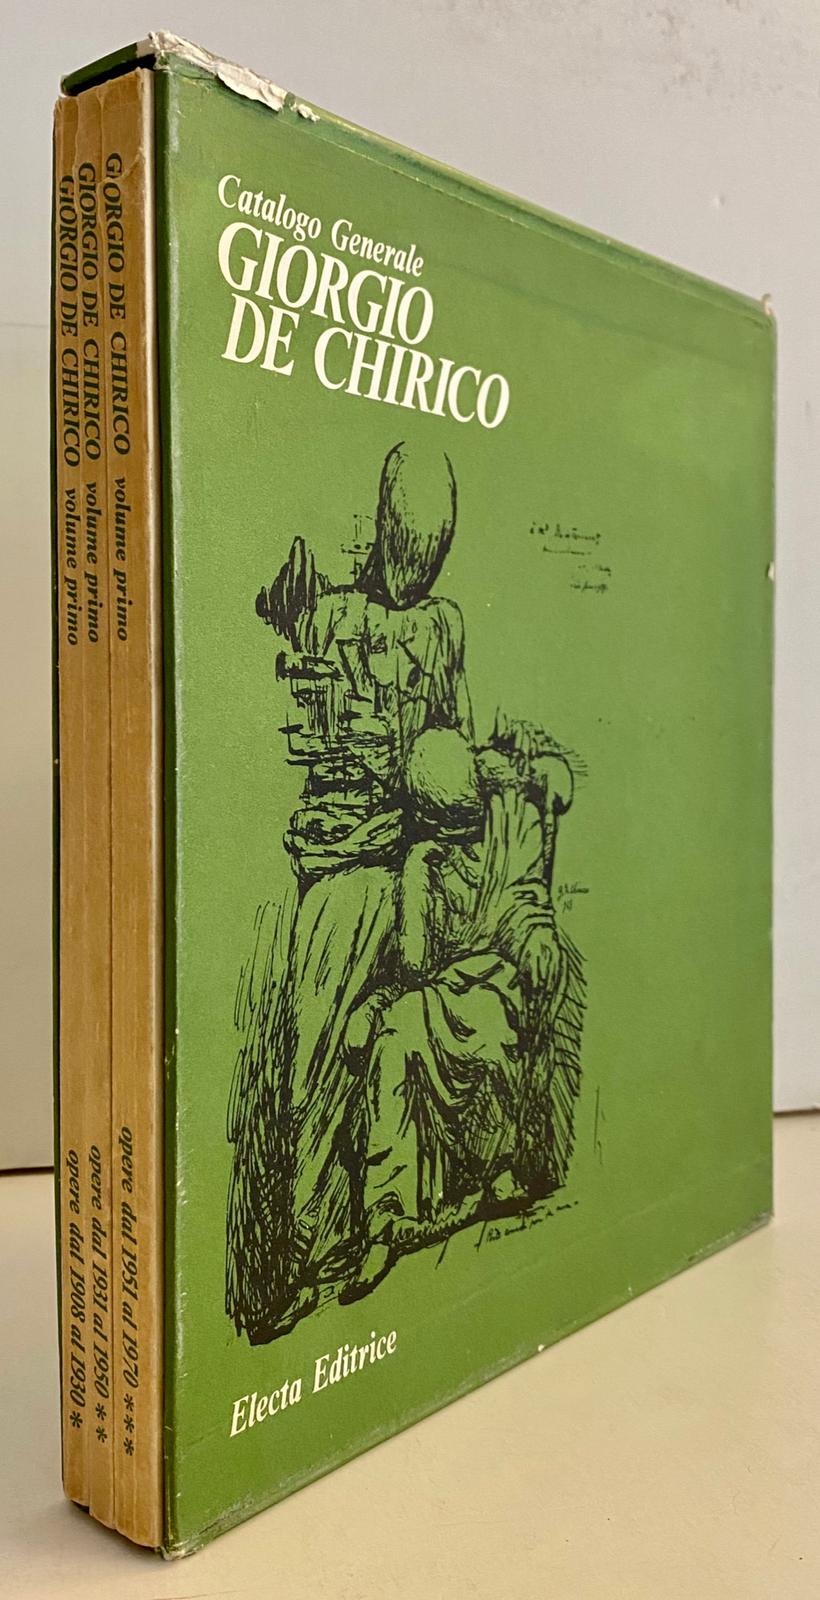 Catalogo Generale
GIORGIO
DE CHIRICO
Electa Editrice
GIORGIO DE CHIRICO volume primo opere dal 1908 al 1930 *
GIORGIO DE CHIRICO volume primo opere dal 1931 al 1950 * *
GIORGIO DE CHIRICO volume primo opere dal 1951 al 1970 * * *